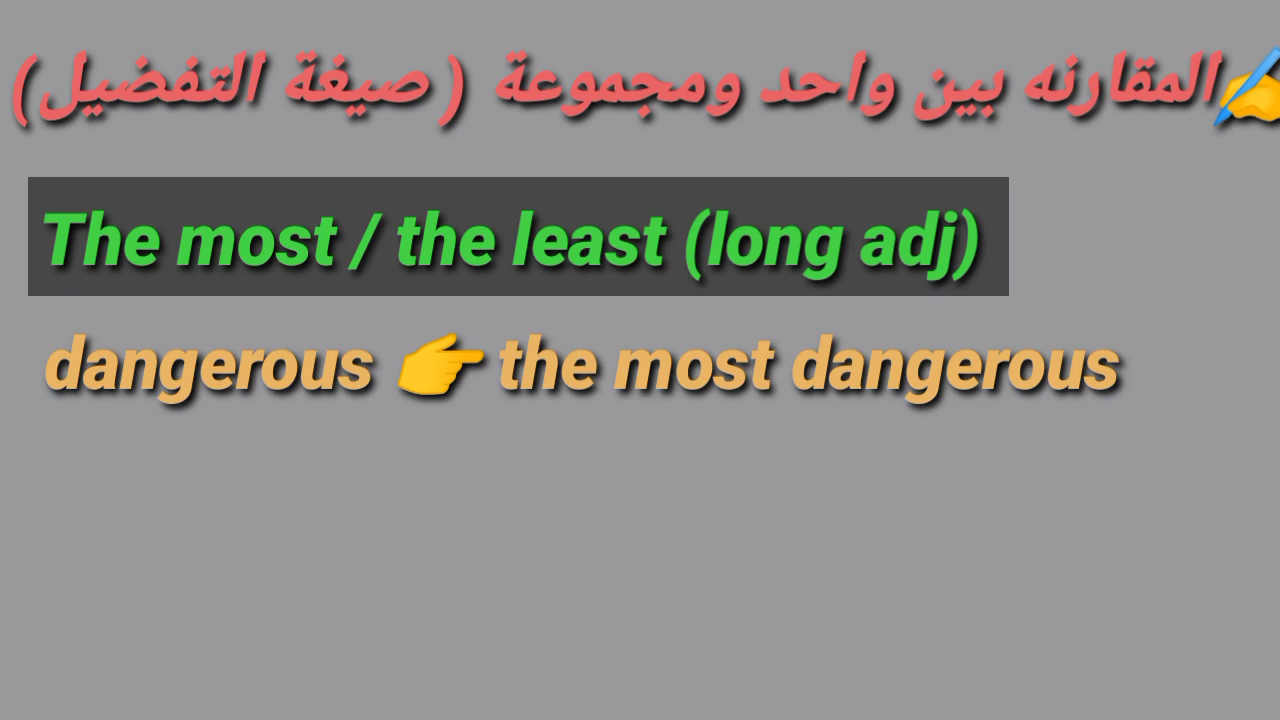 ✍المقارنه بين واحد ومجموعة (صيغة التفضيل)
The most / the least (long adj)
dangerous 👉 the most dangerous